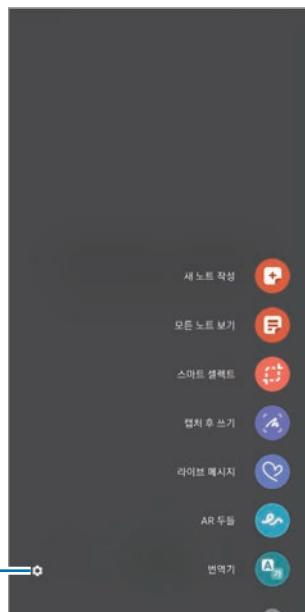 새 노트 작성
모든 노트 보기
스마트 셀렉트
캡처 후 쓰기
라이브 메시지
AR 두들
번역기